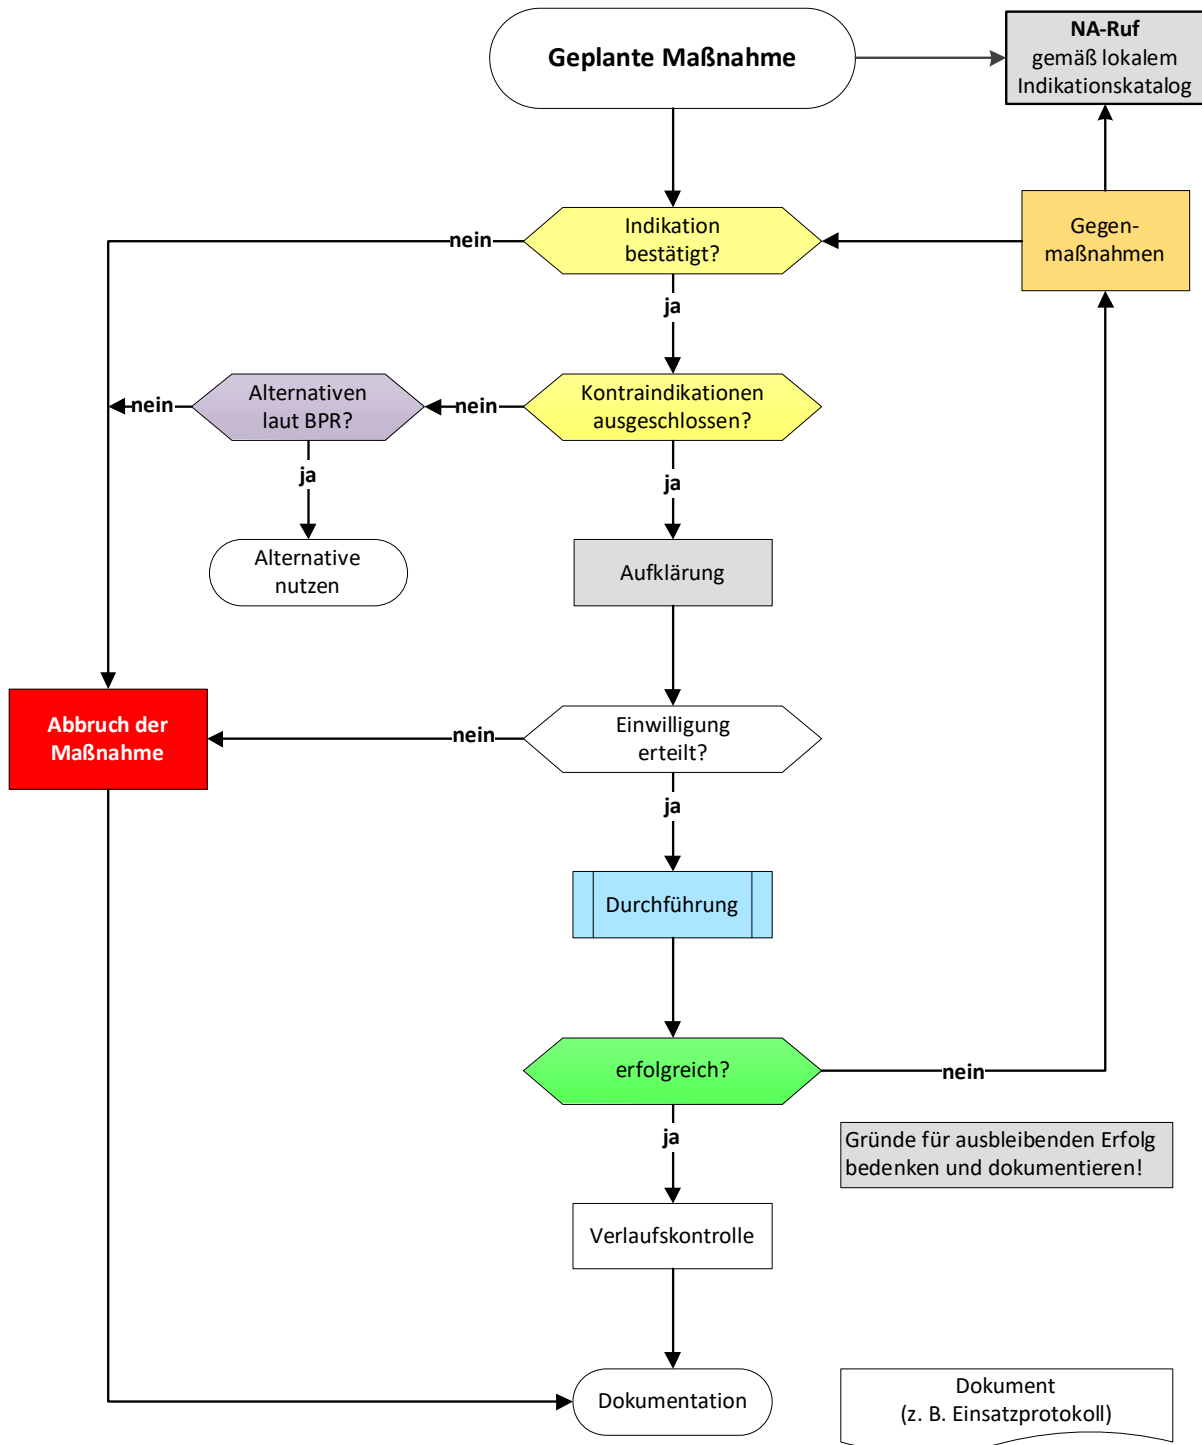 Geplante Maßnahme
NA-Ruf
gemäß lokalem
Indikationskatalog
Indikation
bestätigt?
nein
Gegen-
maßnahmen
ja
Alternativen
laut BPR?
nein
nein
Kontraindikationen
ausgeschlossen?
ja
ja
Alternative
nutzen
Aufklärung
Abbruch der
Maßnahme
nein
Einwilligung
erteilt?
ja
Durchführung
erfolgreich?
nein
ja
Gründe für ausbleibenden Erfolg
bedenken und dokumentieren!
Verlaufskontrolle
Dokumentation
Dokument
(z. B. Einsatzprotokoll)